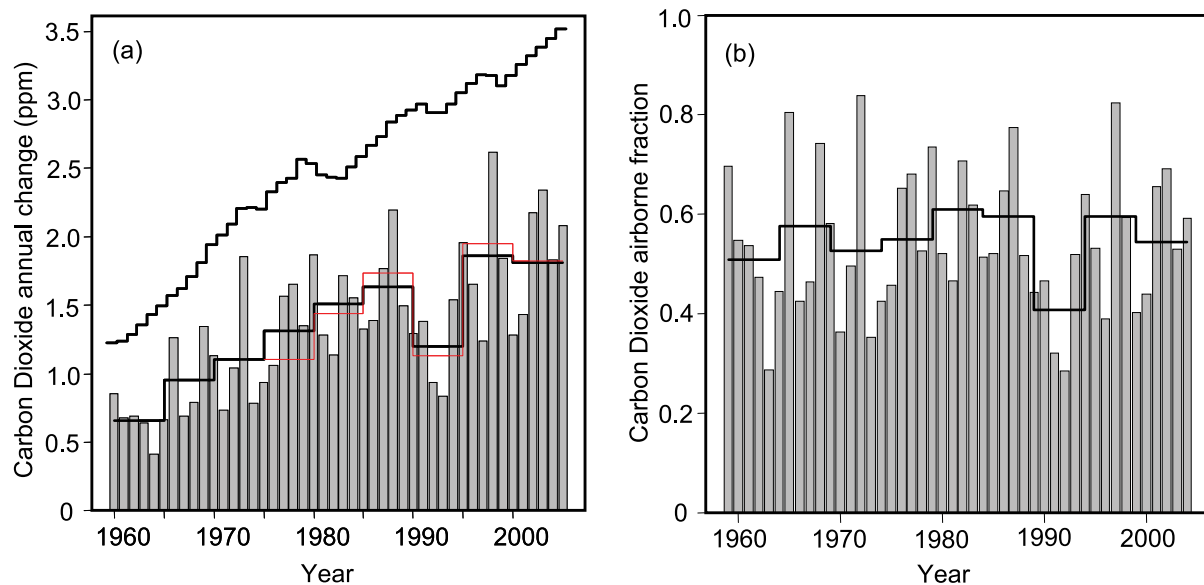 (a)
Carbon Dioxide annual change (ppm)
3.5
3.0
2.5
2.0
1.5
1.0
0.5
0
1960 1970 1980 1990 2000
Year
(b)
Carbon Dioxide airborne fraction
1.0
0.8
0.6
0.4
0.2
0
1960 1970 1980 1990 2000
Year